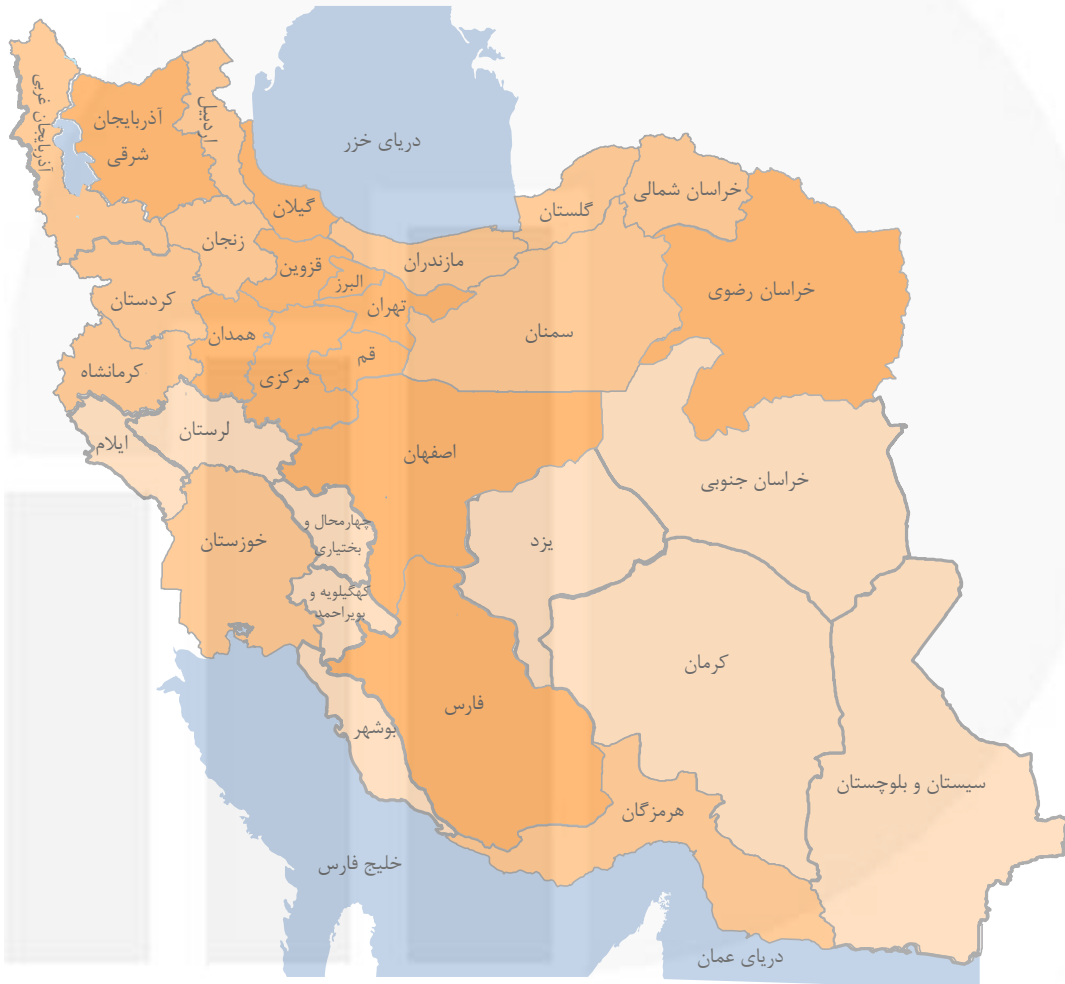 آذربایجان غربی
آذربایجان
شرقی
اردبیل
دریای خزر
گیلان
گلستان
خراسان شمالی
زنجان
قزوین
البرز
مازندران
تهران
سمنان
خراسان رضوی
کردستان
همدان
قم
مرکزی
کرمانشاه
لرستان
ایلام
اصفهان
خراسان جنوبی
خوزستان
چهارمحال و
بختیاری
یزد
کهگیلویه و
بویراحمد
کرمان
فارس
بوشهر
سیستان و بلوچستان
هرمزگان
خلیج فارس
دریای عمان